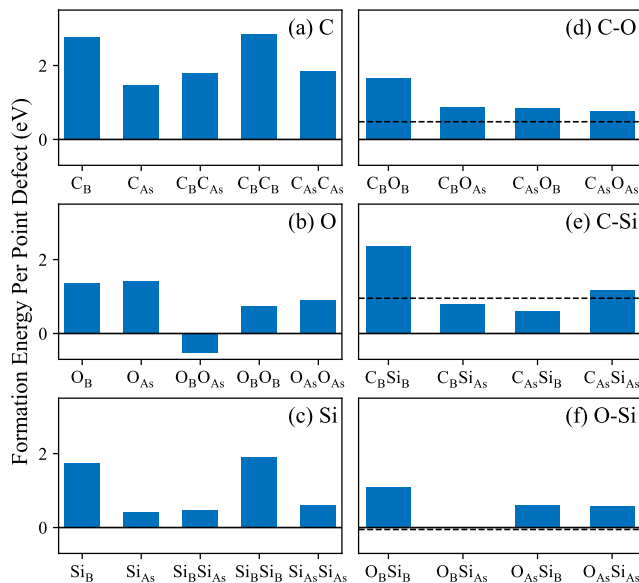 Formation Energy Per Point Defect (eV)
(a) C
2
0
C_B C_As C_BC_As C_BC_B C_AsC_As
(d) C-O
C_BO_B C_BO_As C_AsO_B C_AsO_As
(b) O
2
0
O_B O_As O_BO_As O_BO_B O_AsO_As
(e) C-Si
C_BSi_B C_BSi_As C_AsSi_B C_AsSi_As
(c) Si
2
0
Si_B Si_As Si_BSi_As Si_BSi_B Si_AsSi_As
(f) O-Si
O_BSi_B O_BSi_As O_AsSi_B O_AsSi_As